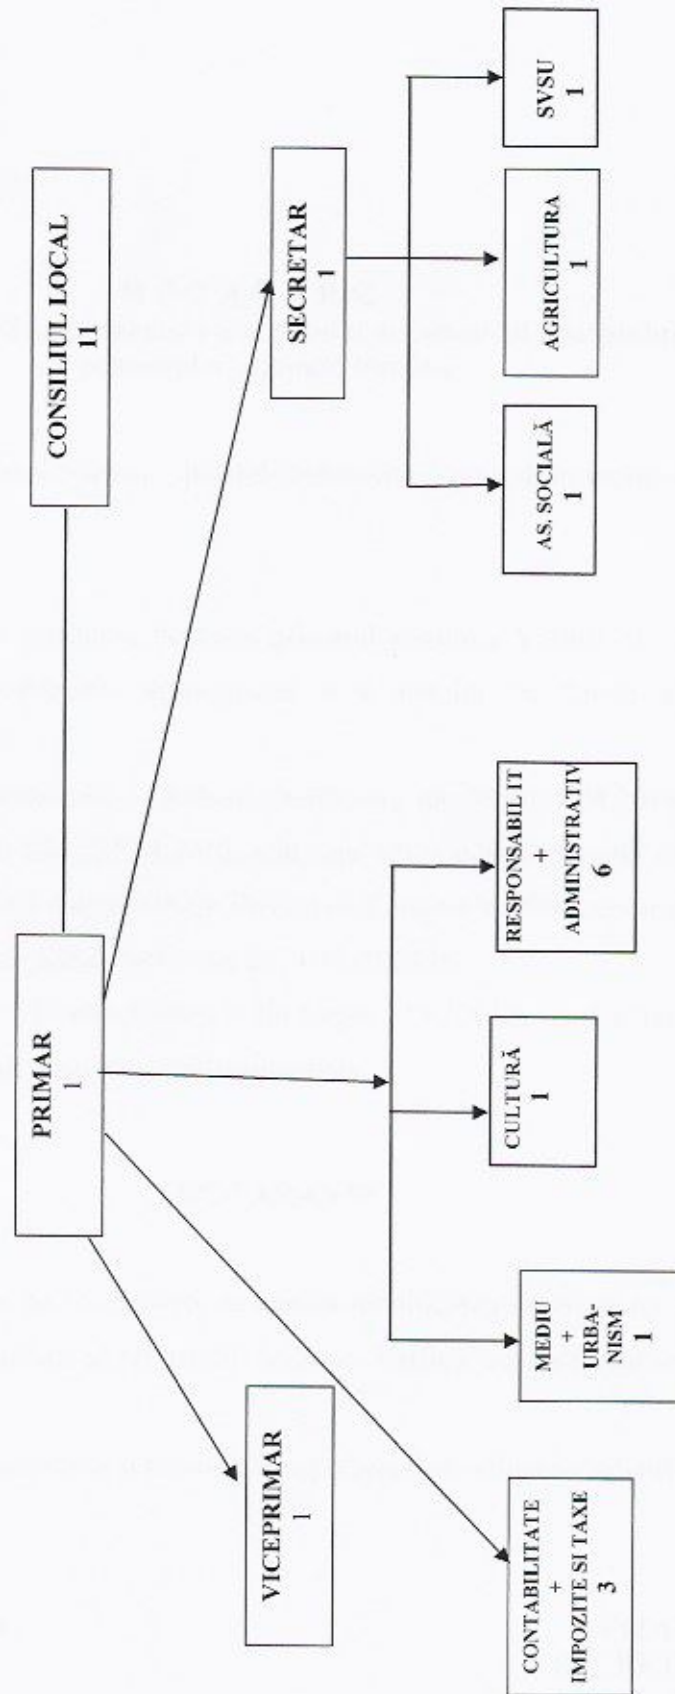 CONSILIUL LOCAL
11
PRIMAR
1
SECRETAR
1
VICEPRIMAR
1
CONTABILITATE
+
IMPOZITE SI TAXE
3
MEDIU
+
URBA-
NISM
1
CULTURĂ
1
RESPONSABIL IT
+
ADMINISTRATIV
6
AS. SOCIALĂ
1
AGRICULTURA
1
SVSU
1